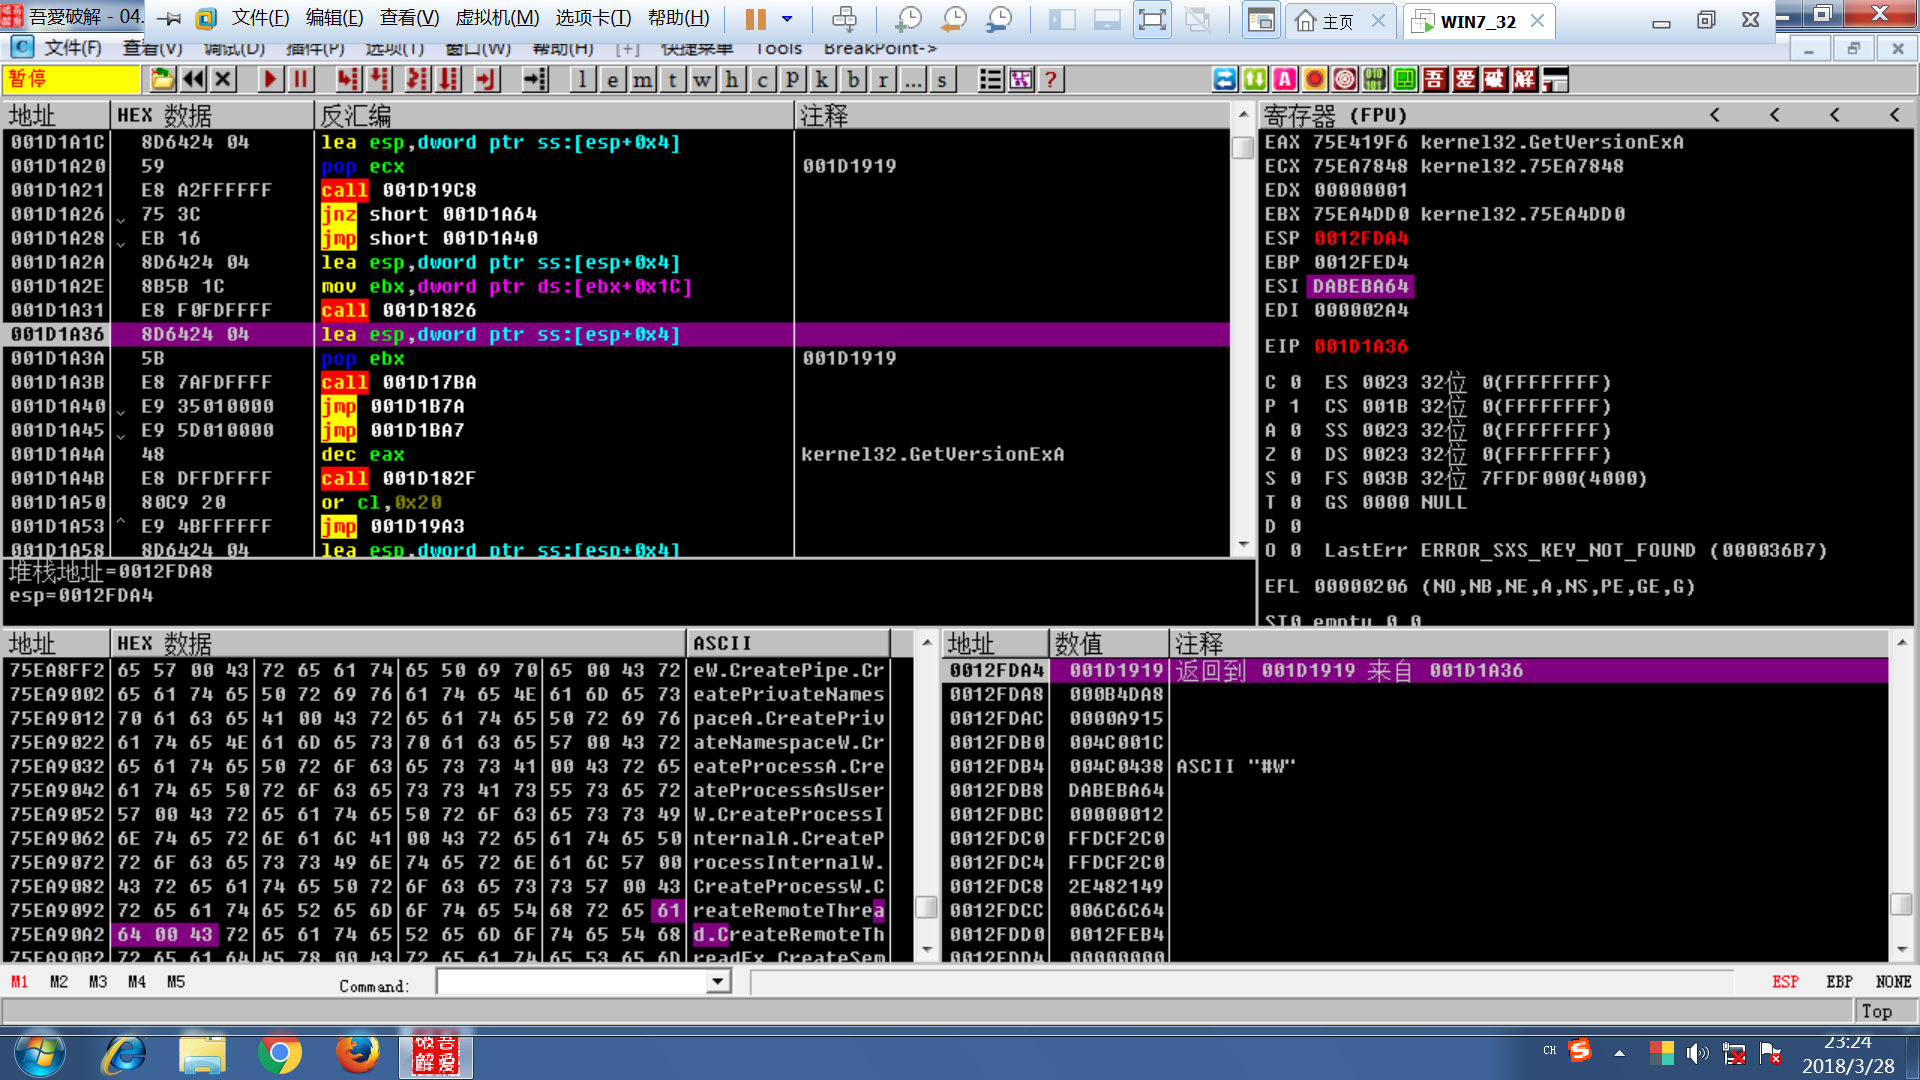 吾愛破解 - 04. 文件(F) 编辑(E) 查看(V) 虚拟机(M) 选项卡(T) 帮助(H) 主页 WIN7_32
C 文件(F) 查看(V) 调试(D) 插件(P) 选项(T) 窗口(W) 帮助(H) [+] 快捷菜单 Tools BreakPoint->
暂停 l e m t w h c p k b r ... s ? A 吾 爱 破 解
地址 HEX 数据 反汇编 注释
001D1A1C 8D6424 04 lea esp,dword ptr ss:[esp+0x4]
001D1A20 59 pop ecx 001D1919
001D1A21 E8 A2FFFFFF call 001D19C8
001D1A26 75 3C jnz short 001D1A64
001D1A28 EB 16 jmp short 001D1A40
001D1A2A 8D6424 04 lea esp,dword ptr ss:[esp+0x4]
001D1A2E 8B5B 1C mov ebx,dword ptr ds:[ebx+0x1C]
001D1A31 E8 F0FDFFFF call 001D1826
001D1A36 8D6424 04 lea esp,dword ptr ss:[esp+0x4]
001D1A3A 5B pop ebx 001D1919
001D1A3B E8 7AFDFFFF call 001D17BA
001D1A40 E9 35010000 jmp 001D1B7A
001D1A45 E9 5D010000 jmp 001D1BA7
001D1A4A 48 dec eax kernel32.GetVersionExA
001D1A4B E8 DFFDFFFF call 001D182F
001D1A50 80C9 20 or cl,0x20
001D1A53 E9 4BFFFFFF jmp 001D19A3
001D1A58 8D6424 04 lea esp,dword ptr ss:[esp+0x4]
堆栈地址=0012FDA8
esp=0012FDA4
寄存器 (FPU) < < < <
EAX 75E419F6 kernel32.GetVersionExA
ECX 75EA7848 kernel32.75EA7848
EDX 00000001
EBX 75EA4DD0 kernel32.75EA4DD0
ESP 0012FDA4
EBP 0012FED4
ESI DABEBA64
EDI 000002A4
EIP 001D1A36
C 0 ES 0023 32位 0(FFFFFFFF)
P 1 CS 001B 32位 0(FFFFFFFF)
A 0 SS 0023 32位 0(FFFFFFFF)
Z 0 DS 0023 32位 0(FFFFFFFF)
S 0 FS 003B 32位 7FFDF000(4000)
T 0 GS 0000 NULL
D 0
O 0 LastErr ERROR_SXS_KEY_NOT_FOUND (000036B7)
EFL 00000206 (NO,NB,NE,A,NS,PE,GE,G)
ST0 empty 0.0
地址 HEX 数据 ASCII
75EA8FF2 65 57 00 43 72 65 61 74 65 50 69 70 65 00 43 72 eW.CreatePipe.Cr
75EA9002 65 61 74 65 50 72 69 76 61 74 65 4E 61 6D 65 73 eatePrivateNames
75EA9012 70 61 63 65 41 00 43 72 65 61 74 65 50 72 69 76 paceA.CreatePriv
75EA9022 61 74 65 4E 61 6D 65 73 70 61 63 65 57 00 43 72 ateNamespaceW.Cr
75EA9032 65 61 74 65 50 72 6F 63 65 73 73 41 00 43 72 65 eateProcessA.Cre
75EA9042 61 74 65 50 72 6F 63 65 73 73 41 73 55 73 65 72 ateProcessAsUser
75EA9052 57 00 43 72 65 61 74 65 50 72 6F 63 65 73 73 49 W.CreateProcessI
75EA9062 6E 74 65 72 6E 61 6C 41 00 43 72 65 61 74 65 50 nternalA.CreateP
75EA9072 72 6F 63 65 73 73 49 6E 74 65 72 6E 61 6C 57 00 rocessInternalW.
75EA9082 43 72 65 61 74 65 50 72 6F 63 65 73 73 57 00 43 CreateProcessW.C
75EA9092 72 65 61 74 65 52 65 6D 6F 74 65 54 68 72 65 61 reateRemoteThrea
75EA90A2 64 00 43 72 65 61 74 65 52 65 6D 6F 74 65 54 68 d.CreateRemoteTh
75EA90B2 72 65 61 64 45 78 00 43 72 65 61 74 65 53 65 6D readEx.CreateSem
地址 数值 注释
0012FDA4 001D1919 返回到 001D1919 来自 001D1A36
0012FDA8 000B4DA8
0012FDAC 0000A915
0012FDB0 004C001C
0012FDB4 004C0438 ASCII "#W"
0012FDB8 DABEBA64
0012FDBC 00000012
0012FDC0 FFDCF2C0
0012FDC4 FFDCF2C0
0012FDC8 2E482149
0012FDCC 006C6C64
0012FDD0 0012FEB4
0012FDD4 00000000
M1 M2 M3 M4 M5 Command: ESP EBP NONE
Top
破吾解爱 CH S 23:24
2018/3/28